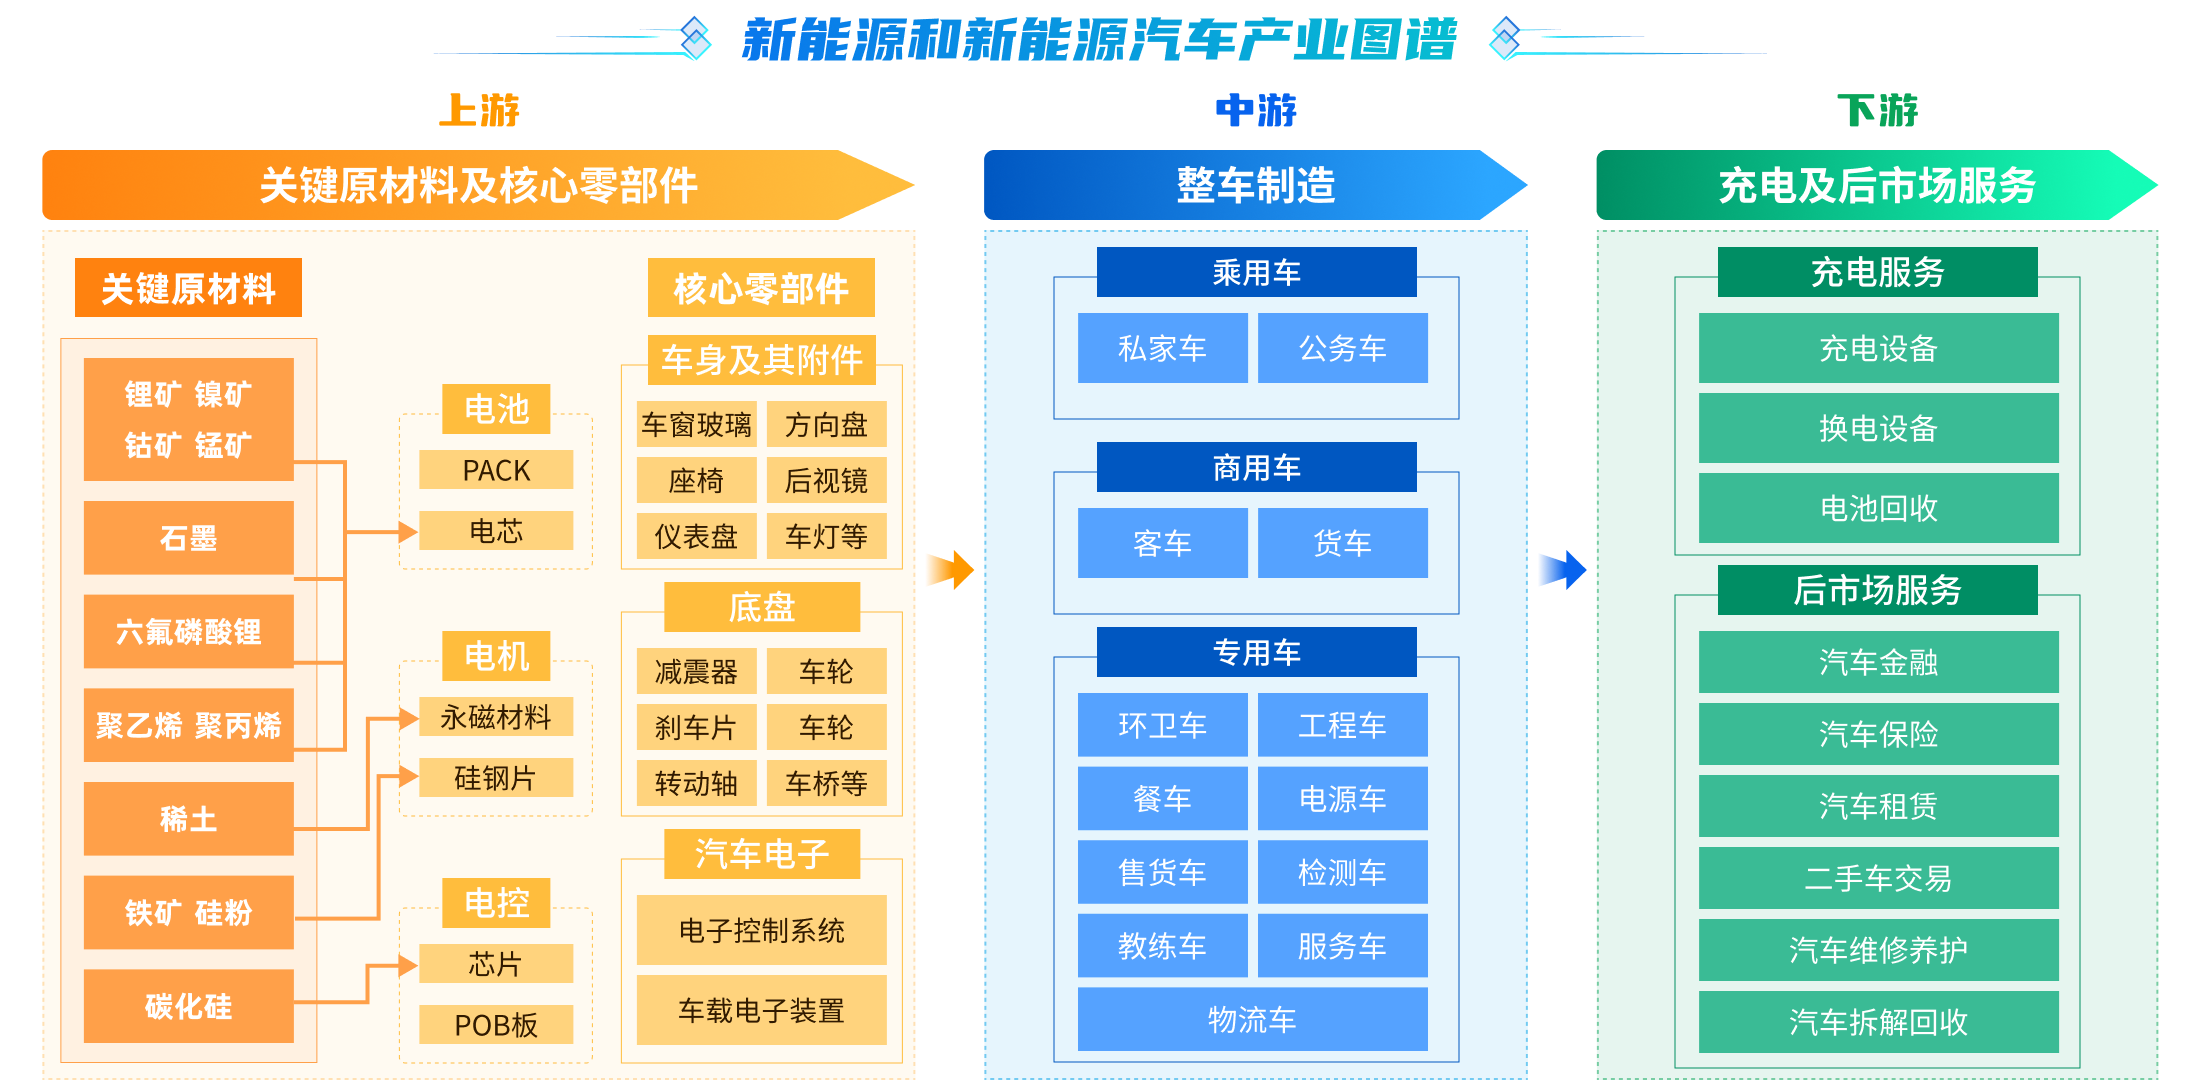 新能源和新能源汽车产业图谱
上游
关键原材料及核心零部件
关键原材料
锂矿 镍矿
钴矿 锰矿
石墨
六氟磷酸锂
聚乙烯 聚丙烯
稀土
铁矿 硅粉
碳化硅
电池
PACK
电芯
电机
永磁材料
硅钢片
电控
芯片
POB板
核心零部件
车身及其附件
车窗玻璃
方向盘
座椅
后视镜
仪表盘
车灯等
底盘
减震器
车轮
刹车片
车轮
转动轴
车桥等
汽车电子
电子控制系统
车载电子装置
中游
整车制造
乘用车
私家车
公务车
商用车
客车
货车
专用车
环卫车
工程车
餐车
电源车
售货车
检测车
教练车
服务车
物流车
下游
充电及后市场服务
充电服务
充电设备
换电设备
电池回收
后市场服务
汽车金融
汽车保险
汽车租赁
二手车交易
汽车维修养护
汽车拆解回收